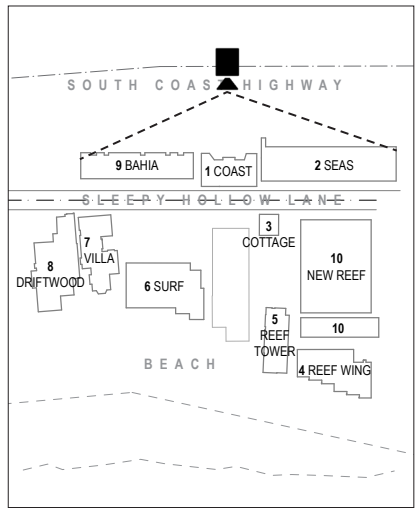 SOUTH COAST HIGHWAY
9 BAHIA
1 COAST
2 SEAS
SLEEPY HOLLOW LANE
3
COTTAGE
7
VILLA
8
DRIFTWOOD
6 SURF
10
NEW REEF
5
REEF
TOWER
10
4 REEF WING
BEACH